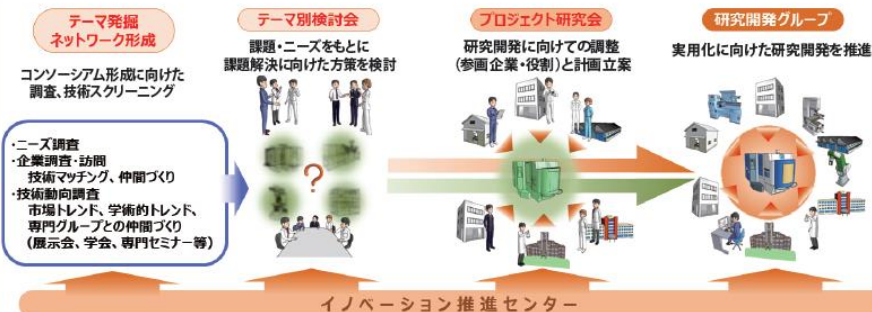 テーマ発掘
ネットワーク形成
コンソーシアム形成に向けた
調査、技術スクリーニング
・ニーズ調査
・企業調査・訪問
技術マッチング、仲間づくり
・技術動向調査
市場トレンド、学術的トレンド、
専門グループとの仲間づくり
(展示会、学会、専門セミナー等)
テーマ別検討会
課題・ニーズをもとに
課題解決に向けた方策を検討
?
プロジェクト研究会
研究開発に向けての調整
(参画企業・役割)と計画立案
研究開発グループ
実用化に向けた研究開発を推進
イノベーション推進センター